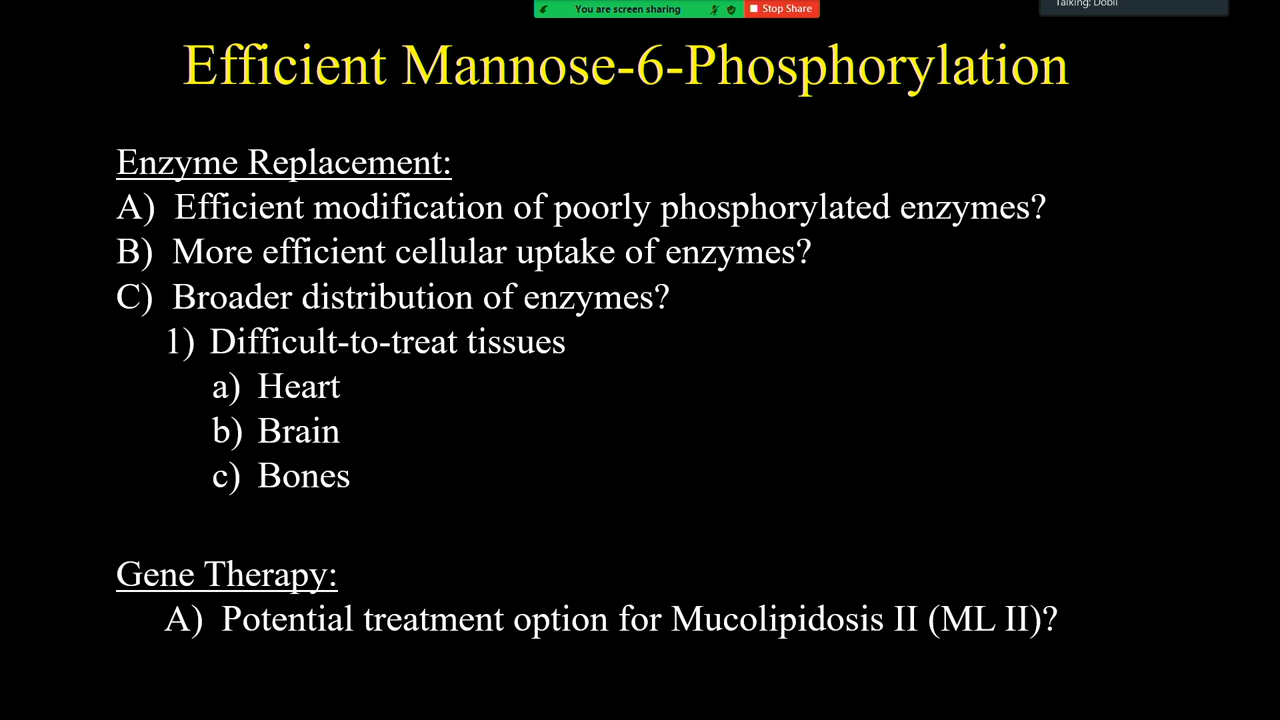 You are screen sharing
Stop Share
Talking: Dobil
Efficient Mannose-6-Phosphorylation
Enzyme Replacement:
A) Efficient modification of poorly phosphorylated enzymes?
B) More efficient cellular uptake of enzymes?
C) Broader distribution of enzymes?
1) Difficult-to-treat tissues
a) Heart
b) Brain
c) Bones
Gene Therapy:
A) Potential treatment option for Mucolipidosis II (ML II)?